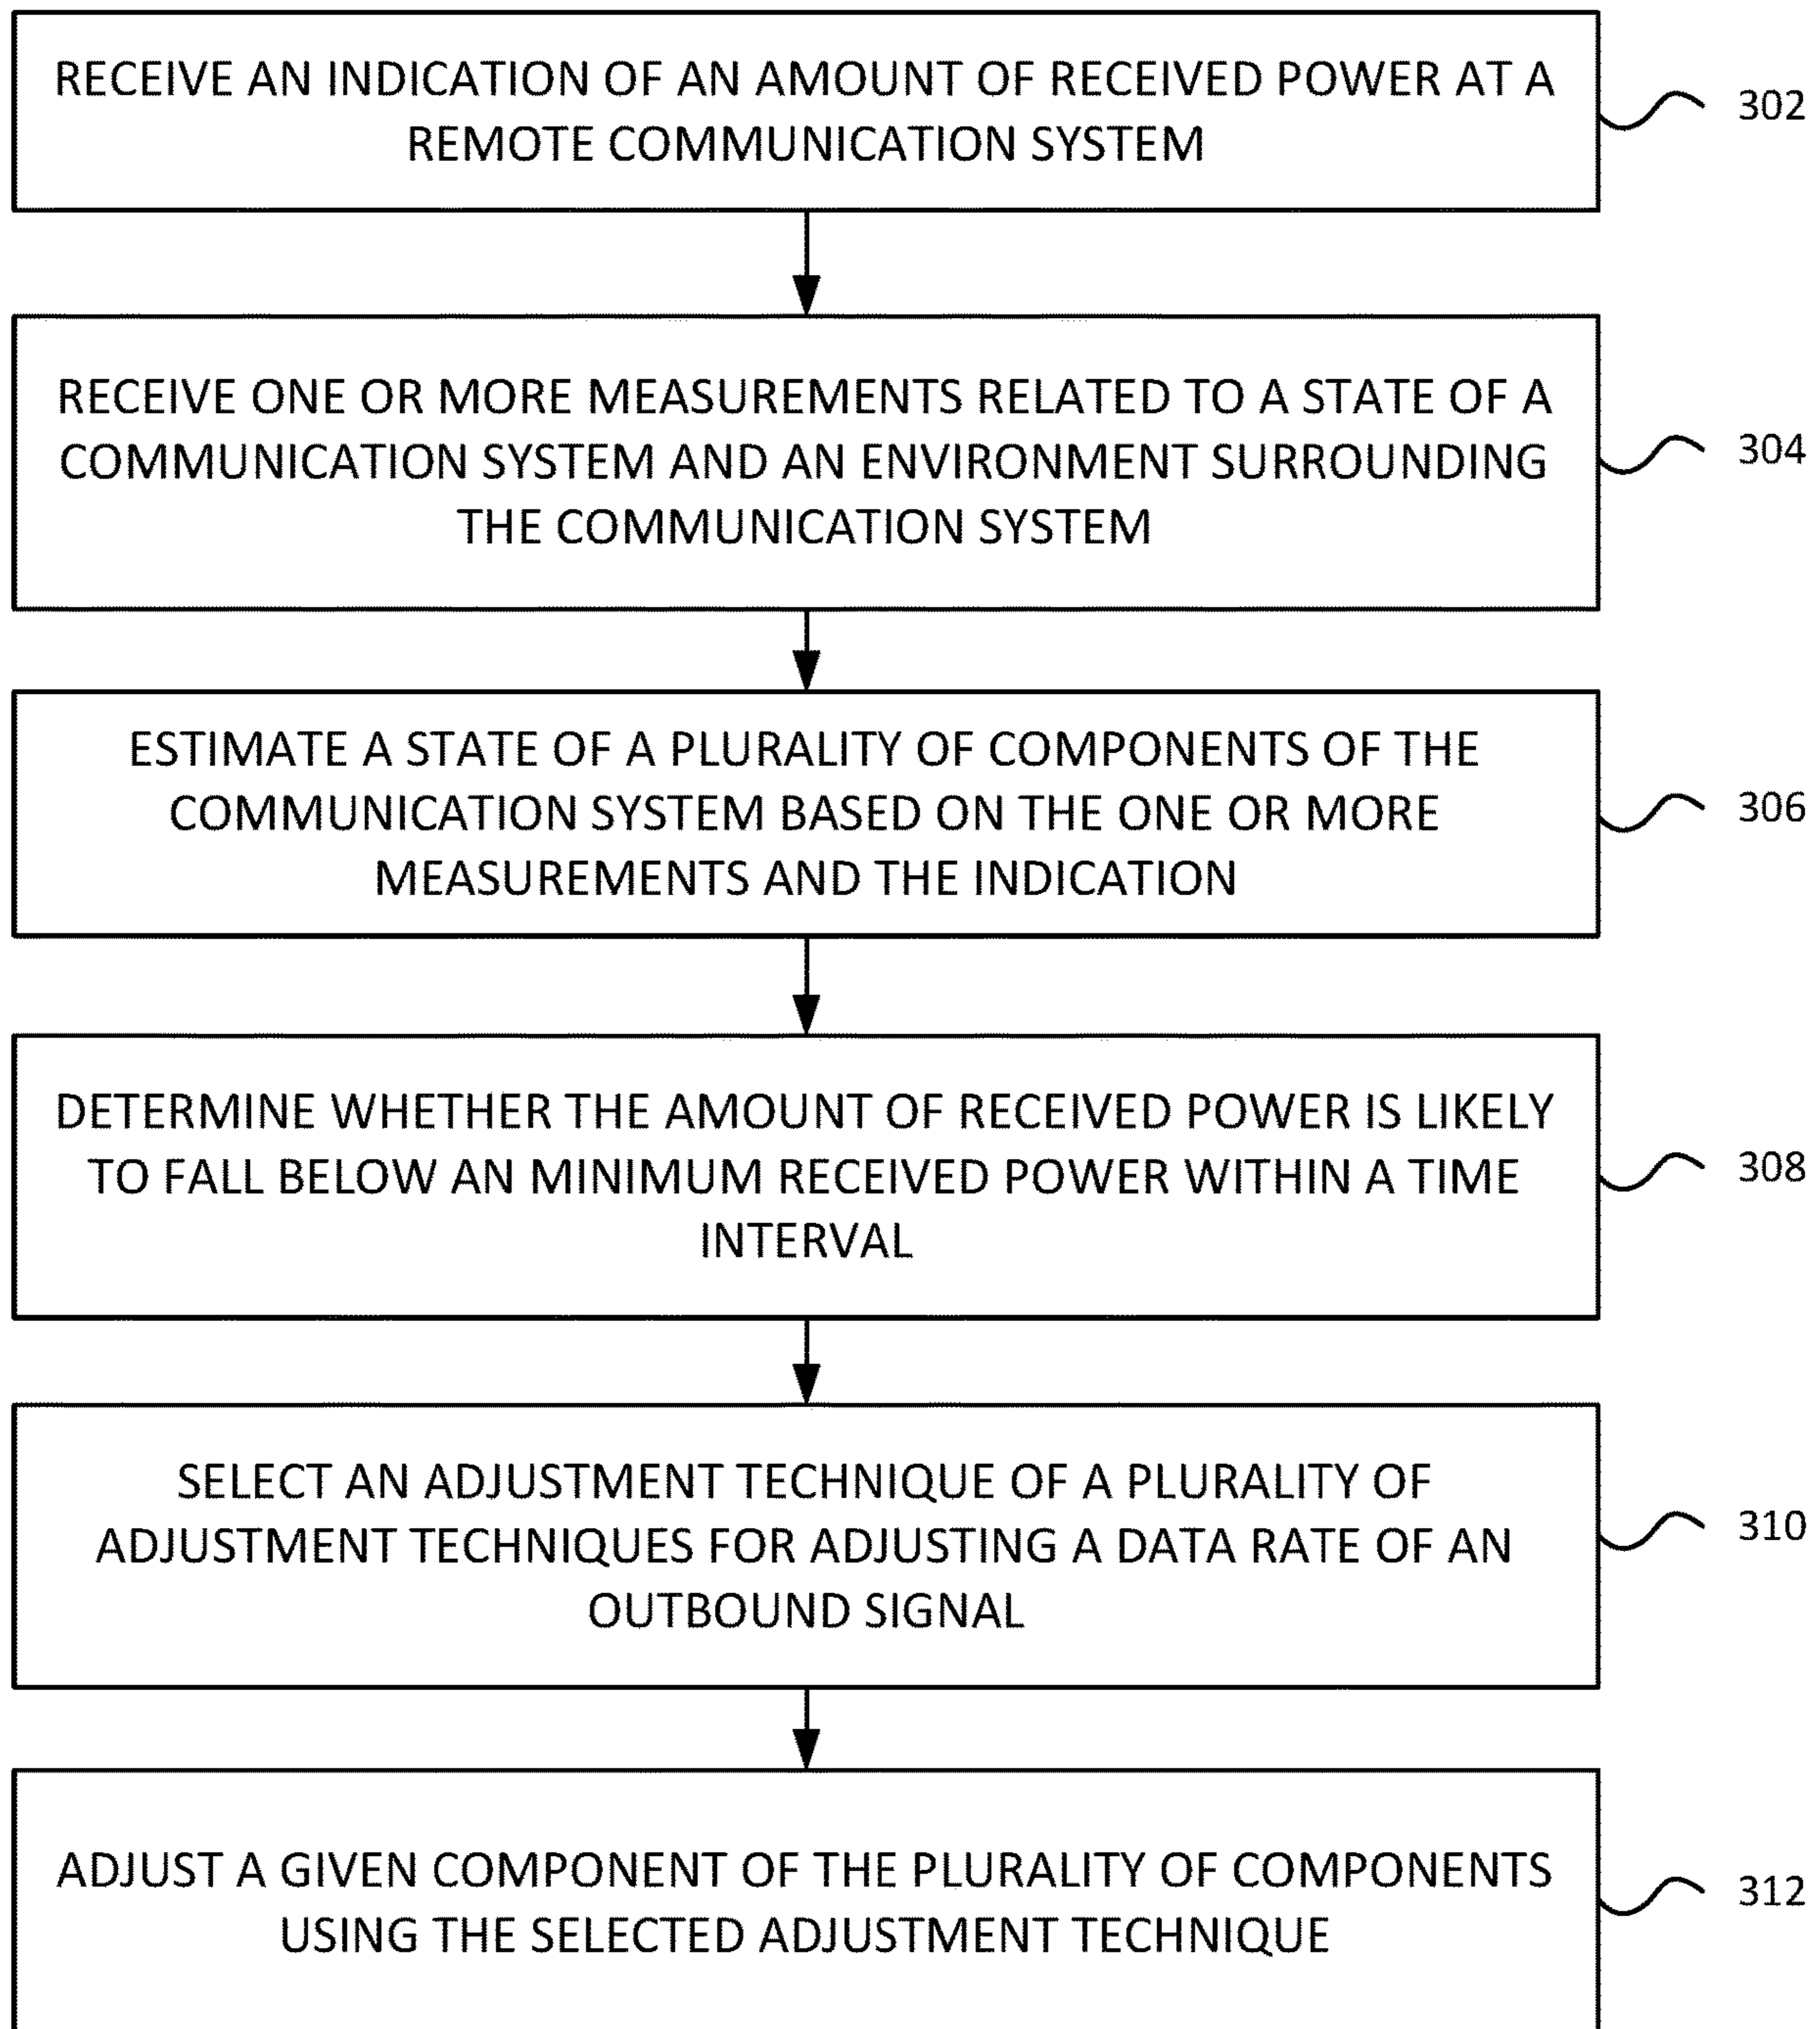 RECEIVE AN INDICATION OF AN AMOUNT OF RECEIVED POWER AT A
REMOTE COMMUNICATION SYSTEM
302
RECEIVE ONE OR MORE MEASUREMENTS RELATED TO A STATE OF A
COMMUNICATION SYSTEM AND AN ENVIRONMENT SURROUNDING
THE COMMUNICATION SYSTEM
304
ESTIMATE A STATE OF A PLURALITY OF COMPONENTS OF THE
COMMUNICATION SYSTEM BASED ON THE ONE OR MORE
MEASUREMENTS AND THE INDICATION
306
DETERMINE WHETHER THE AMOUNT OF RECEIVED POWER IS LIKELY
TO FALL BELOW AN MINIMUM RECEIVED POWER WITHIN A TIME
INTERVAL
308
SELECT AN ADJUSTMENT TECHNIQUE OF A PLURALITY OF
ADJUSTMENT TECHNIQUES FOR ADJUSTING A DATA RATE OF AN
OUTBOUND SIGNAL
310
ADJUST A GIVEN COMPONENT OF THE PLURALITY OF COMPONENTS
USING THE SELECTED ADJUSTMENT TECHNIQUE
312